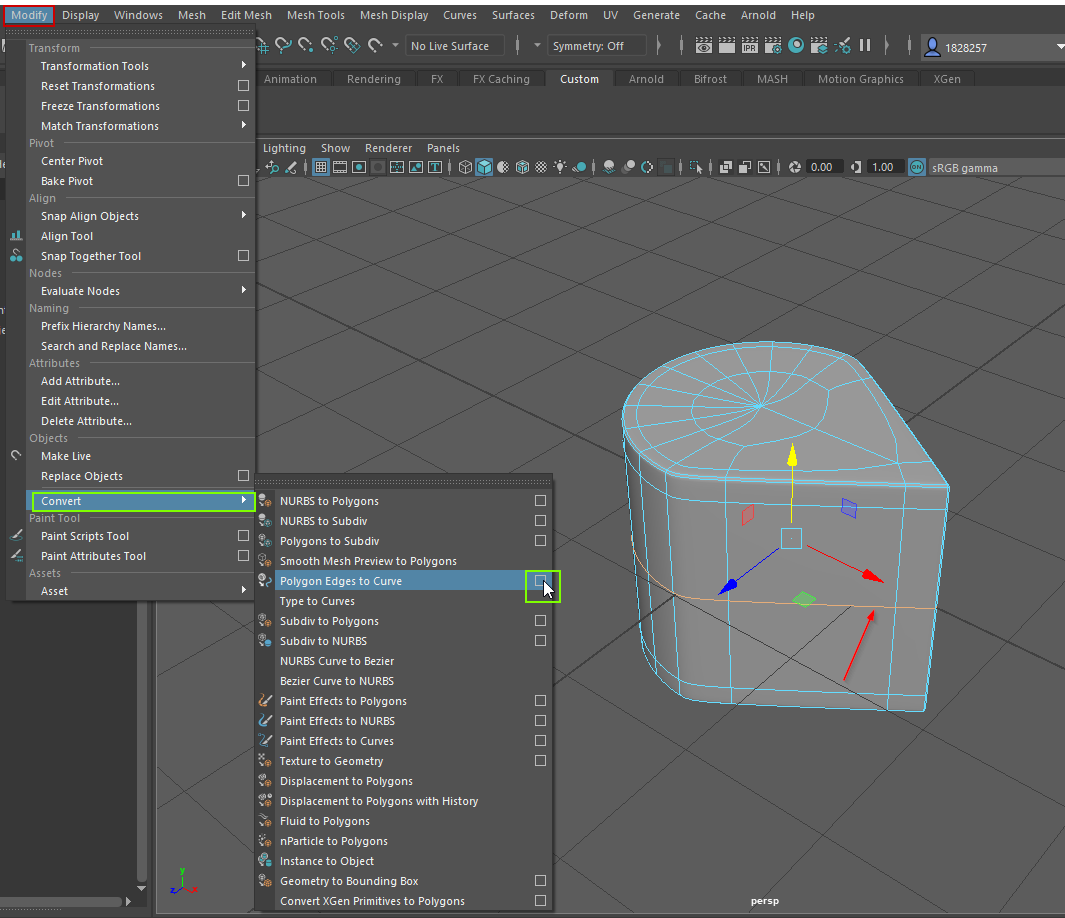 Modify Display Windows Mesh Edit Mesh Mesh Tools Mesh Display Curves Surfaces Deform UV Generate Cache Arnold Help
No Live Surface Symmetry: Off IPR 1828257
Animation Rendering FX FX Caching Custom Arnold Bifrost MASH Motion Graphics XGen
Lighting Show Renderer Panels
0.00 1.00 ON sRGB gamma
Transform
Transformation Tools
Reset Transformations
Freeze Transformations
Match Transformations
Pivot
Center Pivot
Bake Pivot
Align
Snap Align Objects
Align Tool
Snap Together Tool
Nodes
Evaluate Nodes
Naming
Prefix Hierarchy Names...
Search and Replace Names...
Attributes
Add Attribute...
Edit Attribute...
Delete Attribute...
Objects
Make Live
Replace Objects
Convert
Paint Tool
Paint Scripts Tool
Paint Attributes Tool
Assets
Asset
NURBS to Polygons
NURBS to Subdiv
Polygons to Subdiv
Smooth Mesh Preview to Polygons
Polygon Edges to Curve
Type to Curves
Subdiv to Polygons
Subdiv to NURBS
NURBS Curve to Bezier
Bezier Curve to NURBS
Paint Effects to Polygons
Paint Effects to NURBS
Paint Effects to Curves
Texture to Geometry
Displacement to Polygons
Displacement to Polygons with History
Fluid to Polygons
nParticle to Polygons
Instance to Object
Geometry to Bounding Box
Convert XGen Primitives to Polygons
y
z x
persp